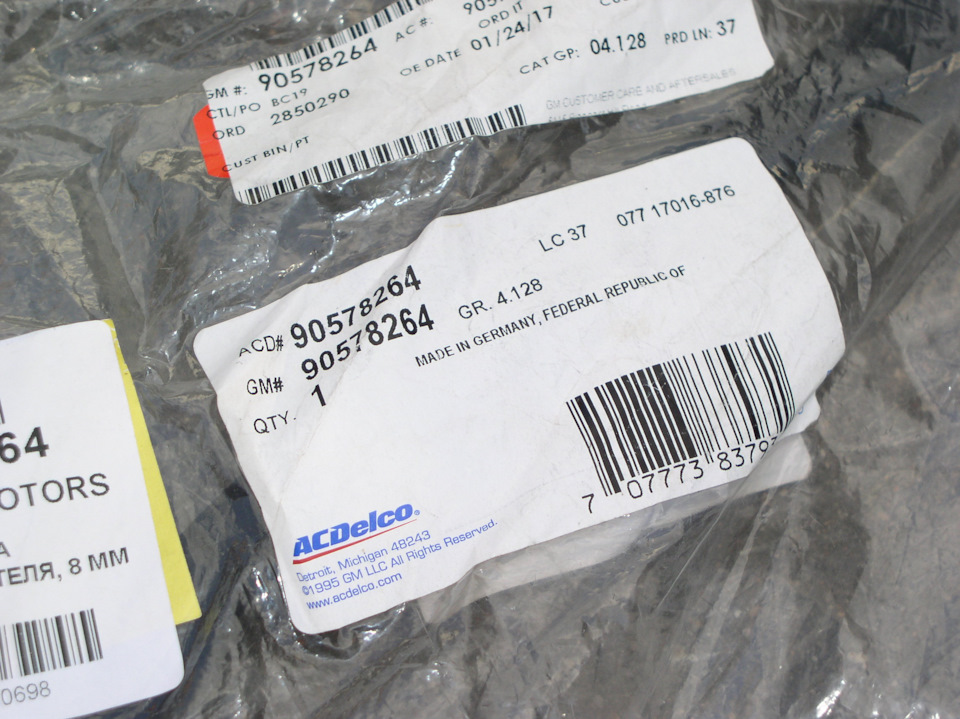 GM #: 90578264 AC #:
CTL/PO BC19 ORD IT
ORD 2850290 OE DATE 01/24/17
CUST BIN/PT CAT GP: 04.128 PRD LN: 37
GM CUSTOMER CARE AND AFTERSALES
LC 37 077 17016-876
ACD# 90578264
GM# 90578264 GR. 4.128
QTY. 1 MADE IN GERMANY, FEDERAL REPUBLIC OF
7 07773 8379
ACDelco®
Detroit, Michigan 48243
©1995 GM LLC All Rights Reserved.
www.acdelco.com
64
OTORS
А
ТЕЛЯ, 8 ММ
0698